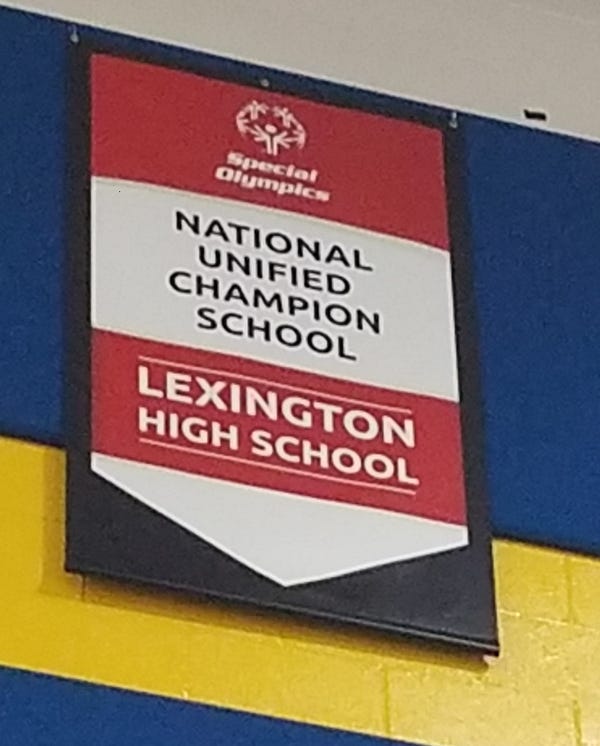 Special
Olympics
NATIONAL
UNIFIED
CHAMPION
SCHOOL
LEXINGTON
HIGH SCHOOL